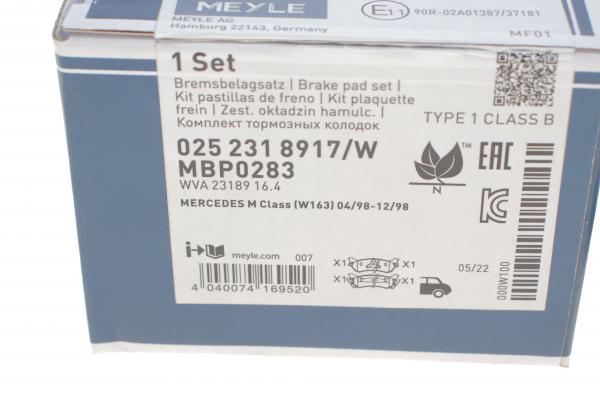 MEYLE
MEYLE AG
Hamburg 22143, Germany
E11 90R-02A01387/37181
MF01
1 Set
Bremsbelagsatz | Brake pad set |
Kit pastillas de freno | Kit plaquette
frein | Zest. okładzin hamulc. |
Комплект тормозных колодок
TYPE 1 CLASS B
025 231 8917/W
MBP0283
WVA 23189 16.4
MERCEDES M Class (W163) 04/98-12/98
TM
N
EAC
meyle.com 007
4 040074 169520
X1 X1
X1 X1
05/22
000W100